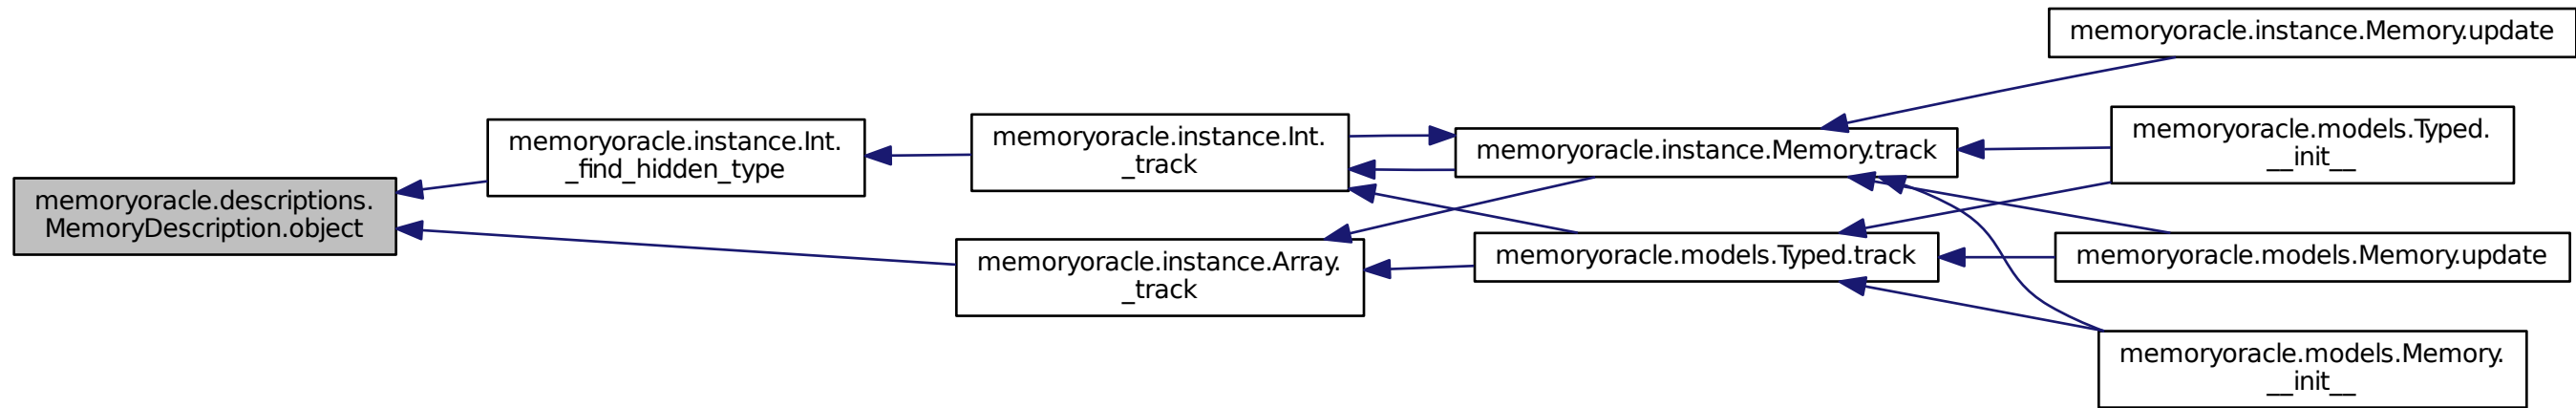 memoryoracle.descriptions.
MemoryDescription.object
memoryoracle.instance.Int.
_find_hidden_type
memoryoracle.instance.Int.
_track
memoryoracle.instance.Array.
_track
memoryoracle.instance.Memory.track
memoryoracle.models.Typed.track
memoryoracle.instance.Memory.update
memoryoracle.models.Typed.
__init__
memoryoracle.models.Memory.update
memoryoracle.models.Memory.
__init__